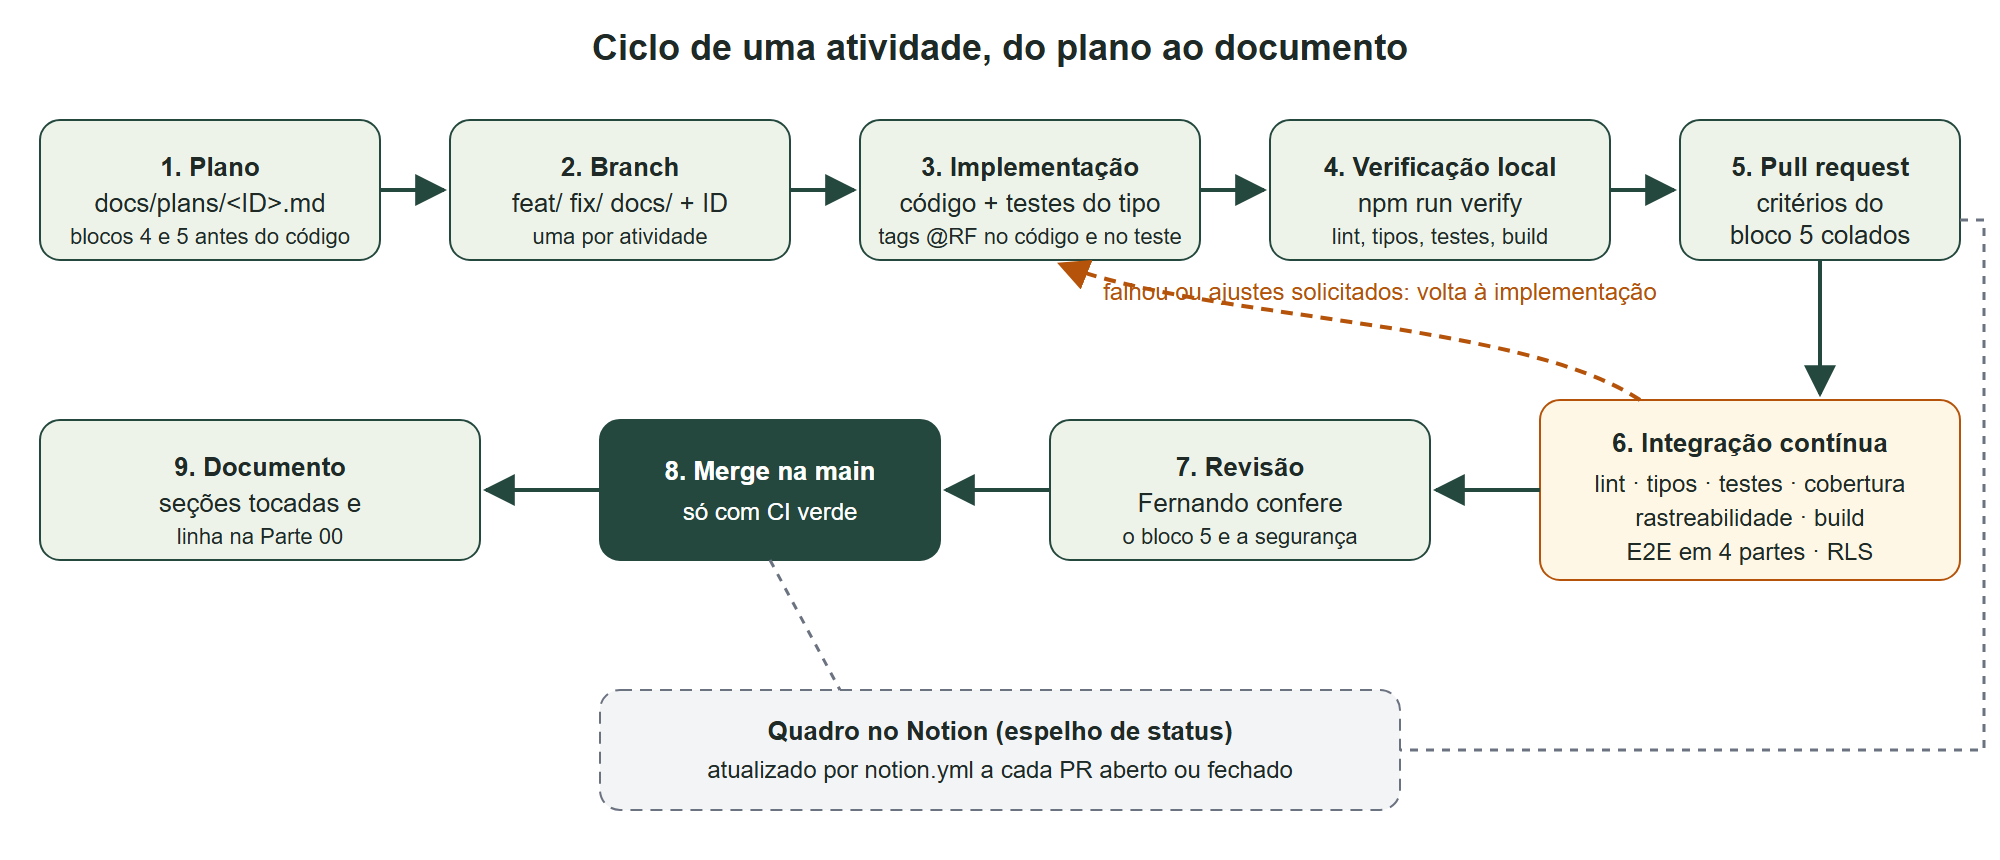 Ciclo de uma atividade, do plano ao documento
1. Plano
docs/plans/<ID>.md
blocos 4 e 5 antes do código
2. Branch
feat/ fix/ docs/ + ID
uma por atividade
3. Implementação
código + testes do tipo
tags @RF no código e no teste
4. Verificação local
npm run verify
lint, tipos, testes, build
5. Pull request
critérios do
bloco 5 colados
falhou ou ajustes solicitados: volta à implementação
6. Integração contínua
lint · tipos · testes · cobertura
rastreabilidade · build
E2E em 4 partes · RLS
7. Revisão
Fernando confere
o bloco 5 e a segurança
8. Merge na main
só com CI verde
9. Documento
seções tocadas e
linha na Parte 00
Quadro no Notion (espelho de status)
atualizado por notion.yml a cada PR aberto ou fechado